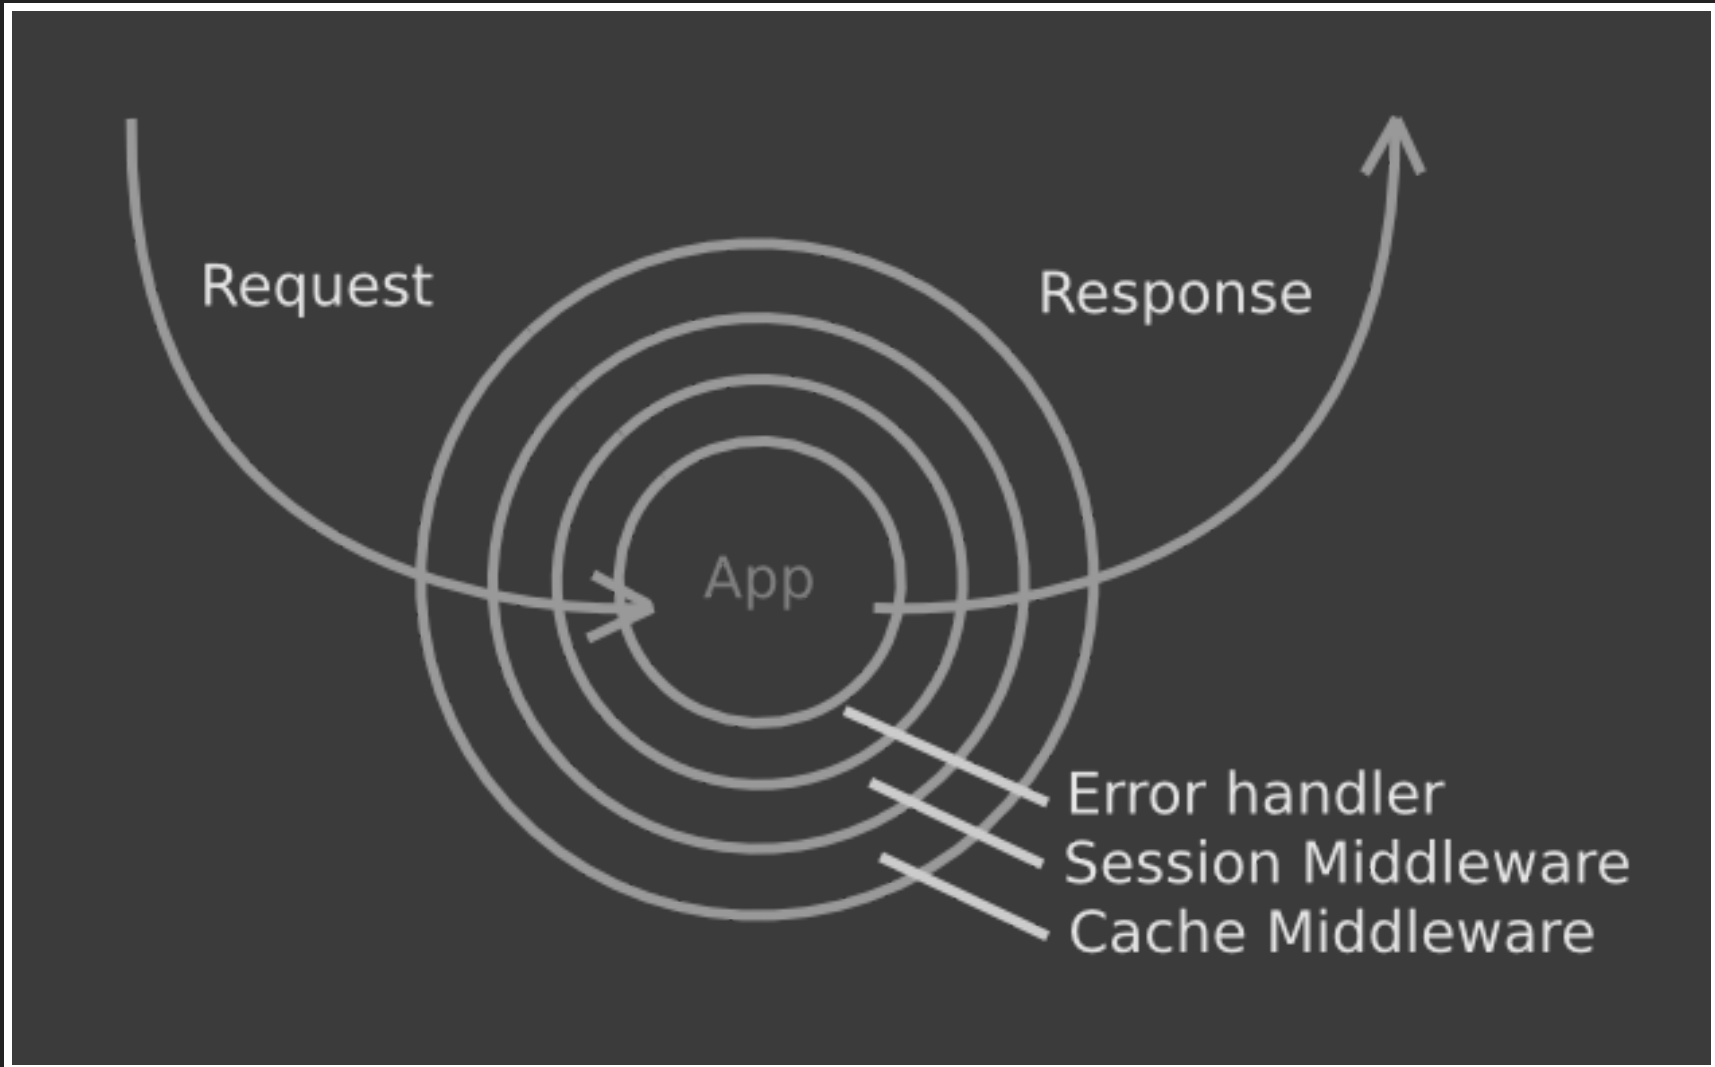 Request
Response
App
Error handler
Session Middleware
Cache Middleware